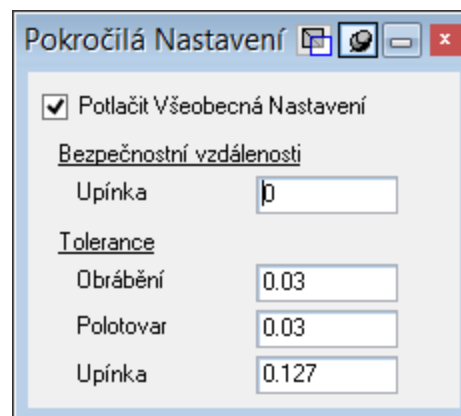 Pokročilá Nastavení
Potlačit Všeobecná Nastavení
Bezpečnostní vzdálenosti
Upínka 0
Tolerance
Obrábění 0.03
Polotovar 0.03
Upínka 0.127